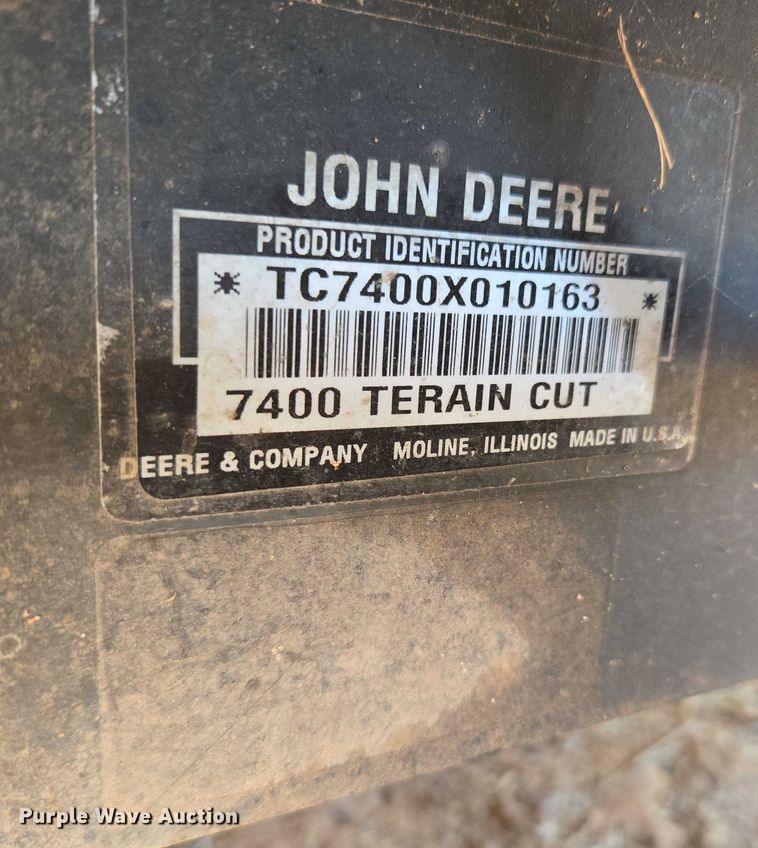 JOHN DEERE
PRODUCT IDENTIFICATION NUMBER
* TC7400X010163 *
7400 TERAIN CUT
DEERE & COMPANY MOLINE, ILLINOIS MADE IN U.S.A.
Purple Wave Auction